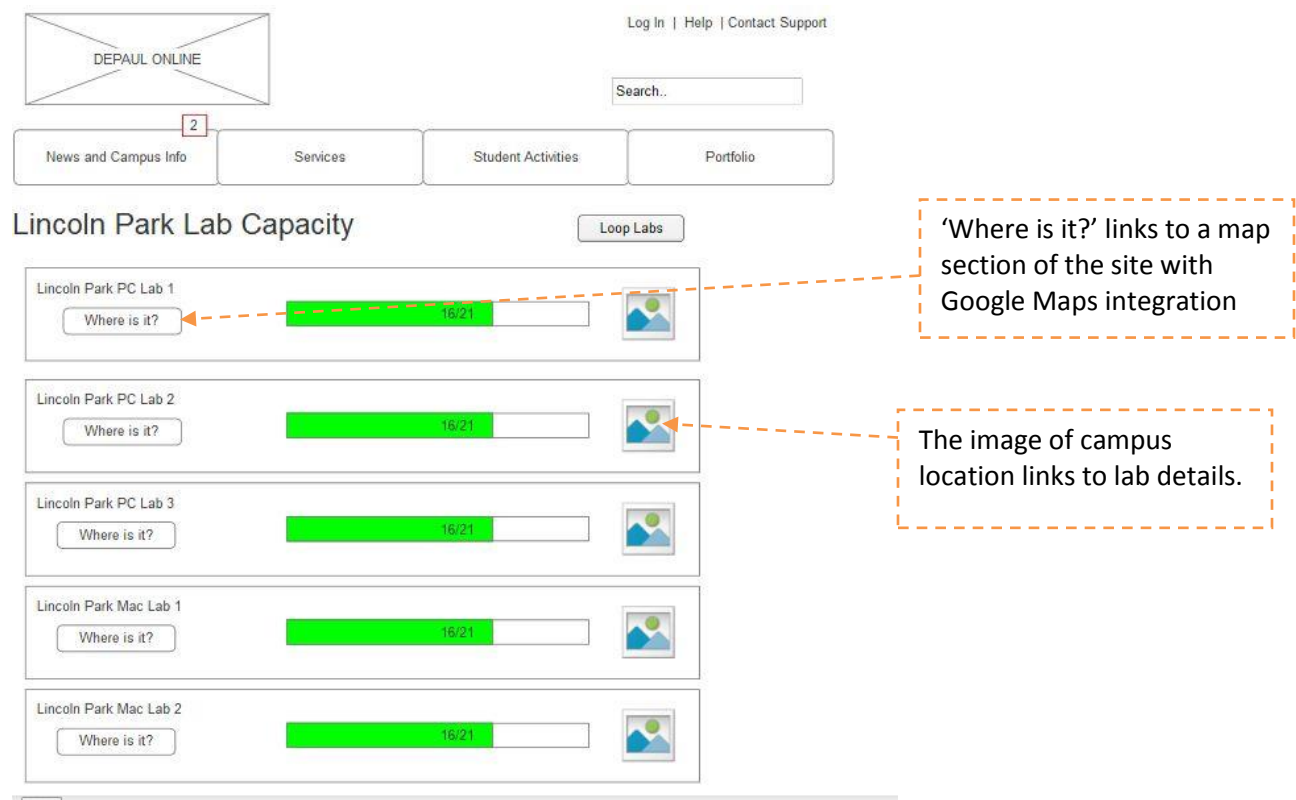 Log In | Help | Contact Support
DEPAUL ONLINE
Search..
2
News and Campus Info Services Student Activities Portfolio
Lincoln Park Lab Capacity
Loop Labs
‘Where is it?’ links to a map
section of the site with
Google Maps integration
Lincoln Park PC Lab 1
Where is it?
16/21
Lincoln Park PC Lab 2
Where is it?
16/21
The image of campus
location links to lab details.
Lincoln Park PC Lab 3
Where is it?
16/21
Lincoln Park Mac Lab 1
Where is it?
16/21
Lincoln Park Mac Lab 2
Where is it?
16/21